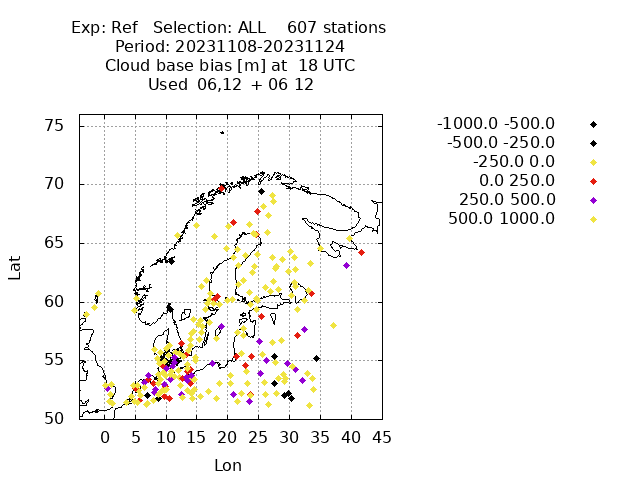 Exp: Ref   Selection: ALL    607 stations
Period: 20231108-20231124
Cloud base bias [m] at  18 UTC
Used  06,12  + 06 12
-1000.0 -500.0
-500.0 -250.0
-250.0 0.0
0.0 250.0
250.0 500.0
500.0 1000.0
75
70
65
60
55
50
Lat
0 5 10 15 20 25 30 35 40 45
Lon